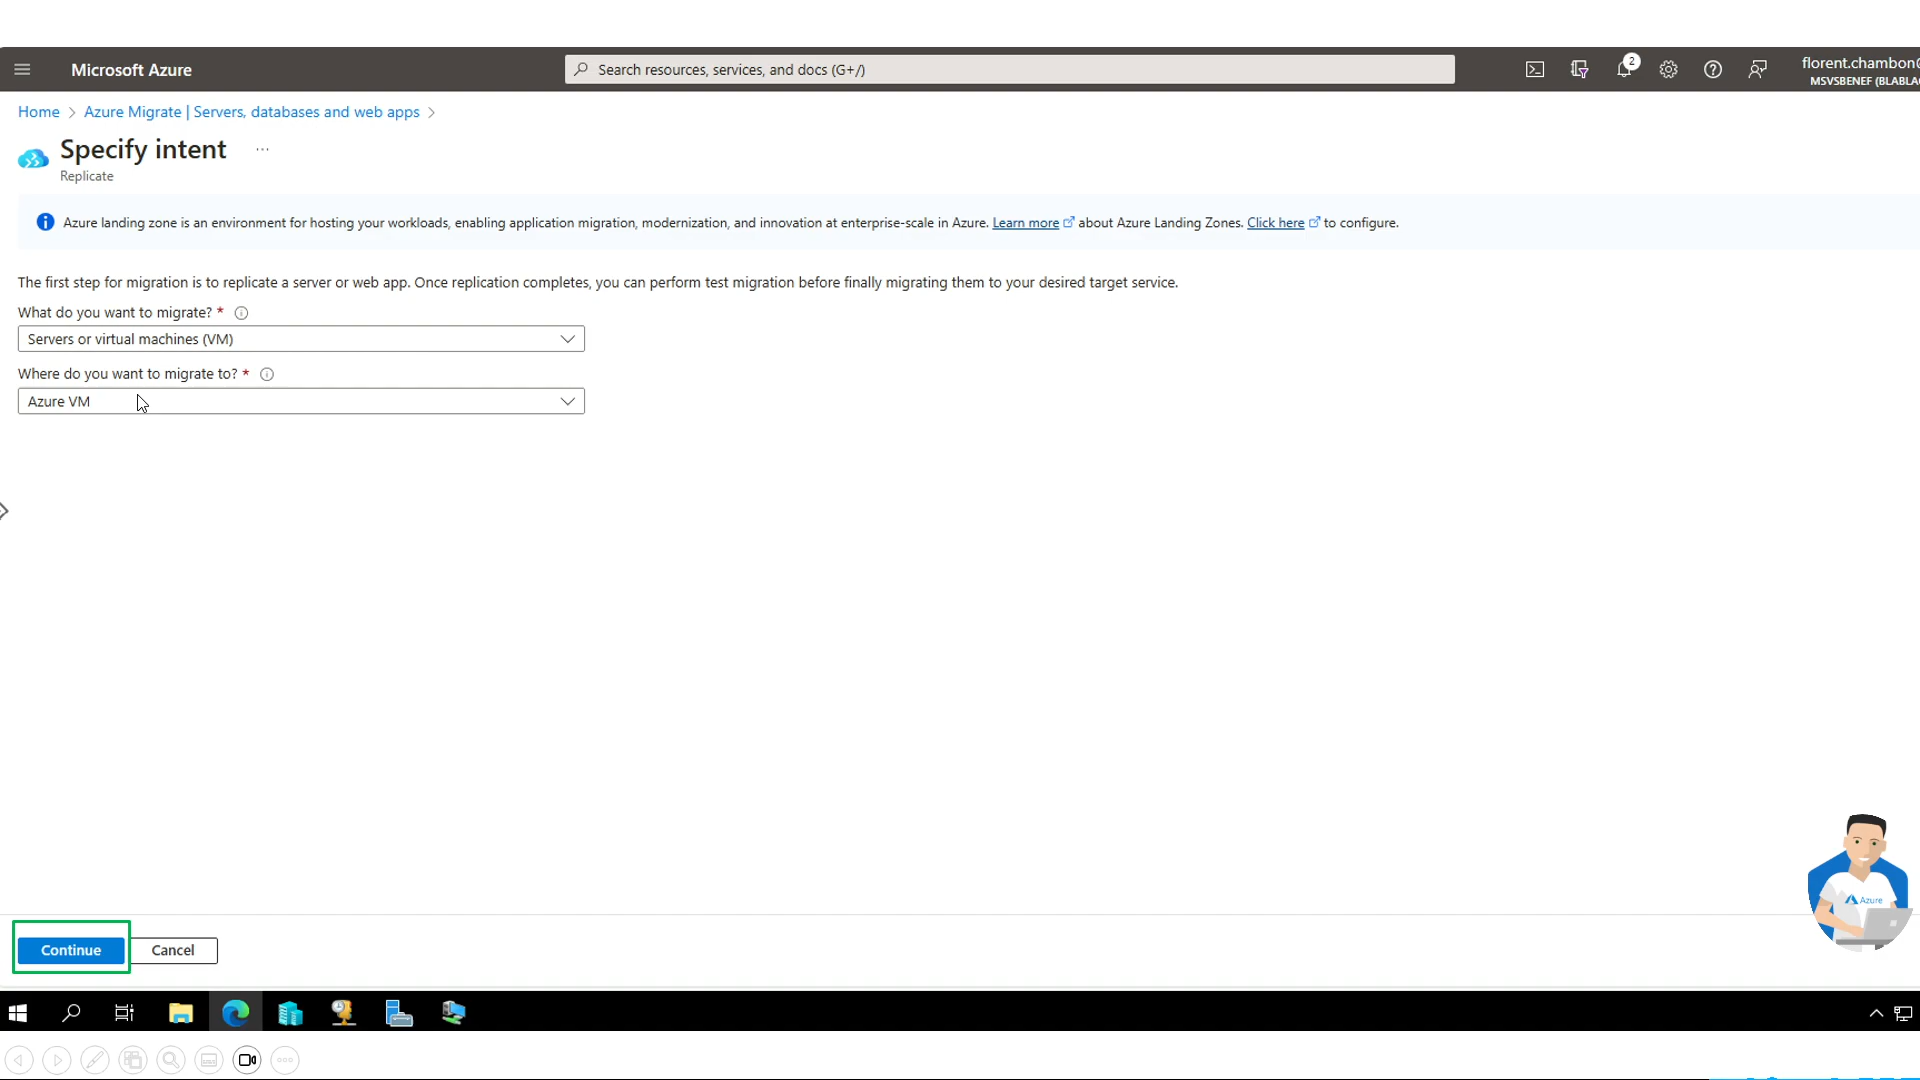 Microsoft Azure
Search resources, services, and docs (G+/)
2
florent.chambon@
MSVSBENEF (BLABLA
Home > Azure Migrate | Servers, databases and web apps >
Specify intent ...
Replicate
Azure landing zone is an environment for hosting your workloads, enabling application migration, modernization, and innovation at enterprise-scale in Azure. Learn more about Azure Landing Zones. Click here to configure.
The first step for migration is to replicate a server or web app. Once replication completes, you can perform test migration before finally migrating them to your desired target service.
What do you want to migrate? *
Servers or virtual machines (VM)
Where do you want to migrate to? *
Azure VM
Azure
Continue
Cancel